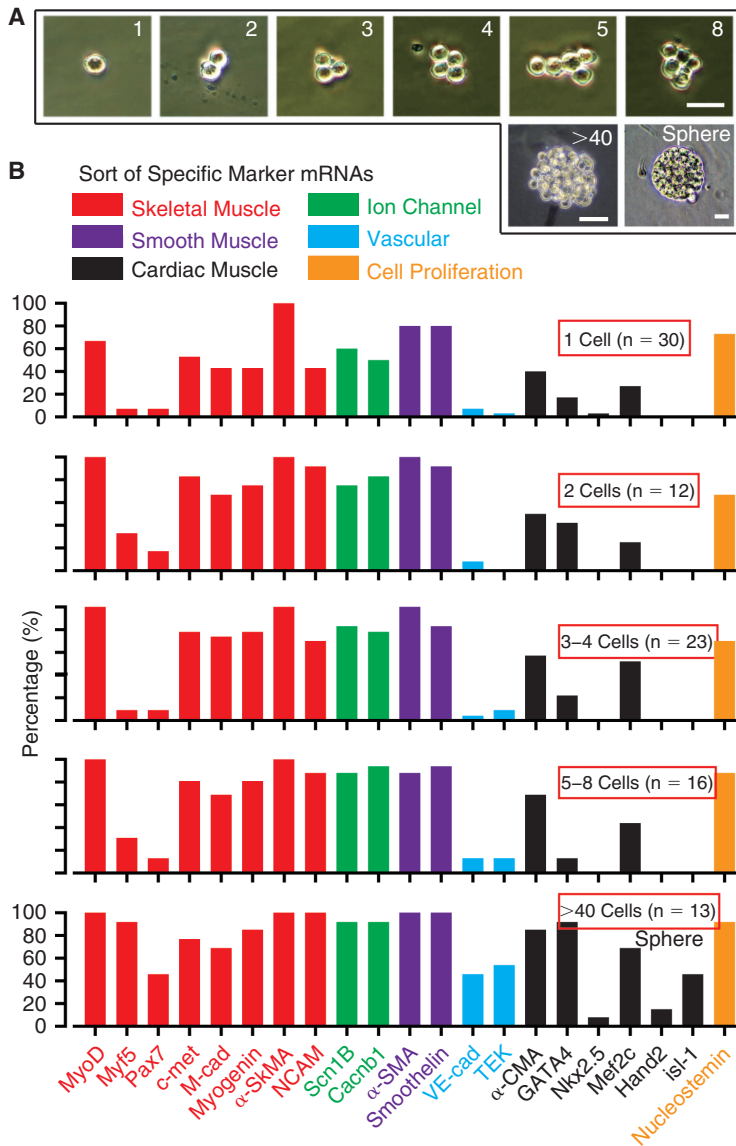 A
1 2 3 4 5 8
>40 Sphere
B
Sort of Specific Marker mRNAs
Skeletal Muscle Ion Channel
Smooth Muscle Vascular
Cardiac Muscle Cell Proliferation
100
80
60
40
20
0
1 Cell (n = 30)
2 Cells (n = 12)
Percentage (%)
3–4 Cells (n = 23)
5–8 Cells (n = 16)
100
80
60
40
20
0
>40 Cells (n = 13)
Sphere
MyoD
Myf5
Pax7
c-met
M-cad
Myogenin
α-SkMA
NCAM
Scn1B
Cacnb1
α-SMA
Smoothelin
VE-cad
TEK
α-CMA
GATA4
Nkx2.5
Mef2c
Hand2
isl-1
Nucleostemin